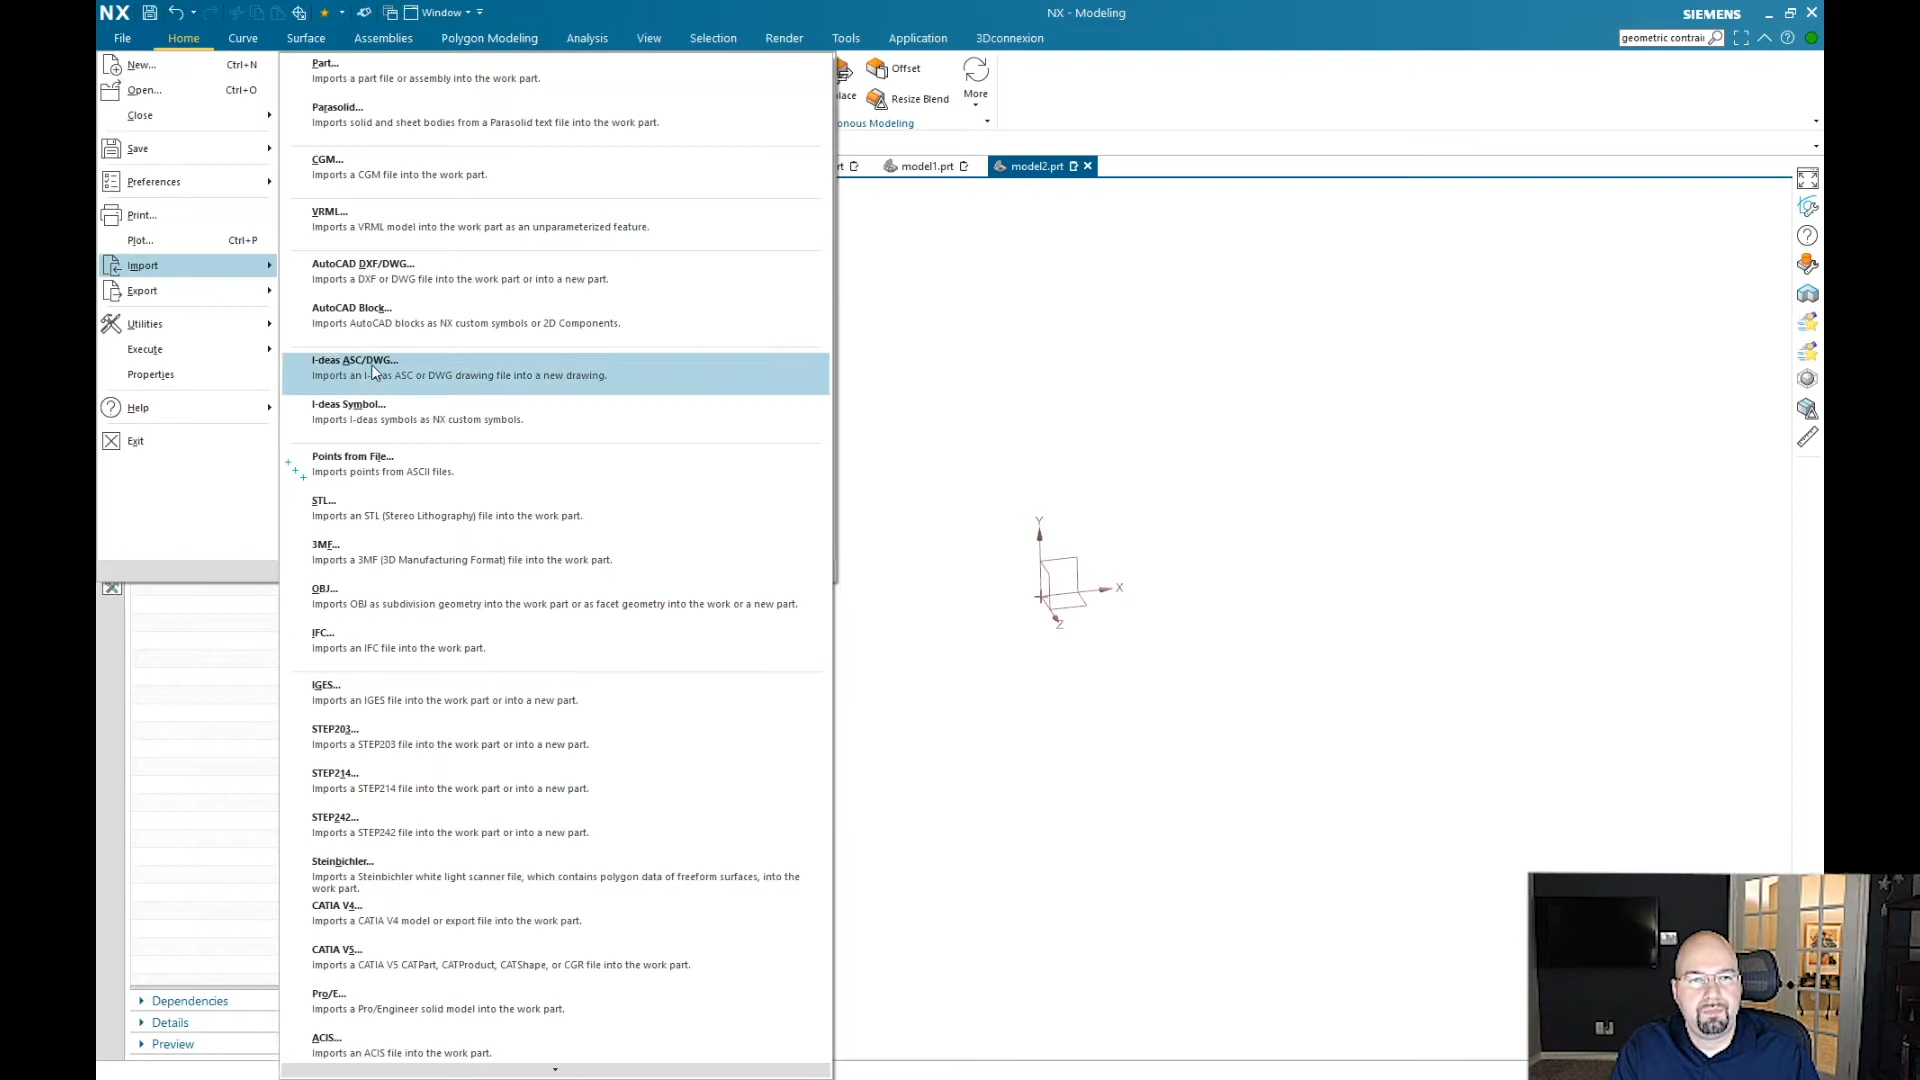 NX
Window
NX - Modeling
SIEMENS
File
Home
Curve
Surface
Assemblies
Polygon Modeling
Analysis
View
Selection
Render
Tools
Application
3Dconnexion
geometric contrai
New... Ctrl+N
Open... Ctrl+O
Close
Save
Preferences
Print...
Plot... Ctrl+P
Import
Export
Utilities
Execute
Properties
Help
Exit
Part...
Imports a part file or assembly into the work part.
Parasolid...
Imports solid and sheet bodies from a Parasolid text file into the work part.
CGM...
Imports a CGM file into the work part.
VRML...
Imports a VRML model into the work part as an unparameterized feature.
AutoCAD DXF/DWG...
Imports a DXF or DWG file into the work part or into a new part.
AutoCAD Block...
Imports AutoCAD blocks as NX custom symbols or 2D Components.
I-deas ASC/DWG...
Imports an I-deas ASC or DWG drawing file into a new drawing.
I-deas Symbol...
Imports I-deas symbols as NX custom symbols.
Points from File...
Imports points from ASCII files.
STL...
Imports an STL (Stereo Lithography) file into the work part.
3MF...
Imports a 3MF (3D Manufacturing Format) file into the work part.
OBJ...
Imports OBJ as subdivision geometry into the work part or as facet geometry into the work or a new part.
IFC...
Imports an IFC file into the work part.
IGES...
Imports an IGES file into the work part or into a new part.
STEP203...
Imports a STEP203 file into the work part or into a new part.
STEP214...
Imports a STEP214 file into the work part or into a new part.
STEP242...
Imports a STEP242 file into the work part or into a new part.
Steinbichler...
Imports a Steinbichler white light scanner file, which contains polygon data of freeform surfaces, into the
work part.
CATIA V4...
Imports a CATIA V4 model or export file into the work part.
CATIA V5...
Imports a CATIA V5 CATPart, CATProduct, CATShape, or CGR file into the work part.
Pro/E...
Imports a Pro/Engineer solid model into the work part.
ACIS...
Imports an ACIS file into the work part.
lace
Offset
Resize Blend
More
onous Modeling
rt
model1.prt
model2.prt
Y
X
Z
Dependencies
Details
Preview